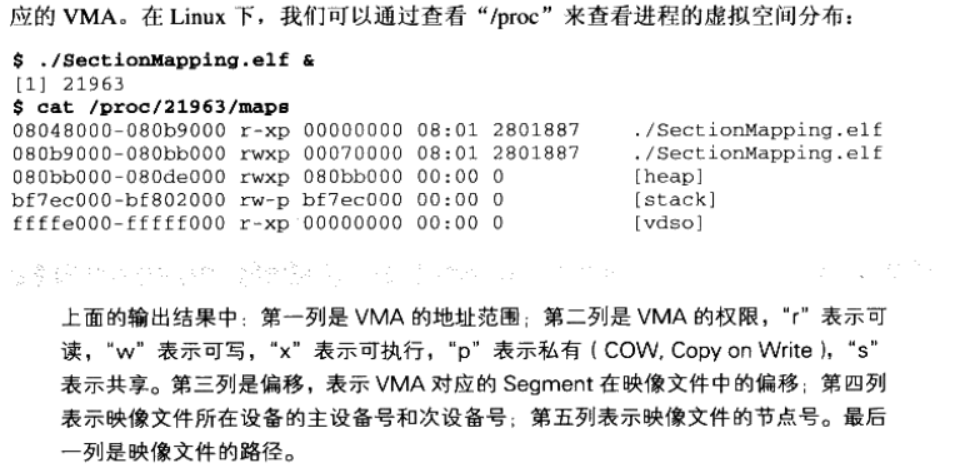 应的 VMA。在 Linux 下，我们可以通过查看“/proc”来查看进程的虚拟空间分布：
$ ./SectionMapping.elf &
[1] 21963
$ cat /proc/21963/maps
08048000-080b9000 r-xp 00000000 08:01 2801887 ./SectionMapping.elf
080b9000-080bb000 rwxp 00070000 08:01 2801887 ./SectionMapping.elf
080bb000-080de000 rwxp 080bb000 00:00 0 [heap]
bf7ec000-bf802000 rw-p bf7ec000 00:00 0 [stack]
ffffe000-fffff000 r-xp 00000000 00:00 0 [vdso]
上面的输出结果中：第一列是 VMA 的地址范围；第二列是 VMA 的权限，“r”表示可
读，“w”表示可写，“x”表示可执行，“p”表示私有（COW, Copy on Write），“s”
表示共享。第三列是偏移，表示 VMA 对应的 Segment 在映像文件中的偏移；第四列
表示映像文件所在设备的主设备号和次设备号；第五列表示映像文件的节点号。最后
一列是映像文件的路径。